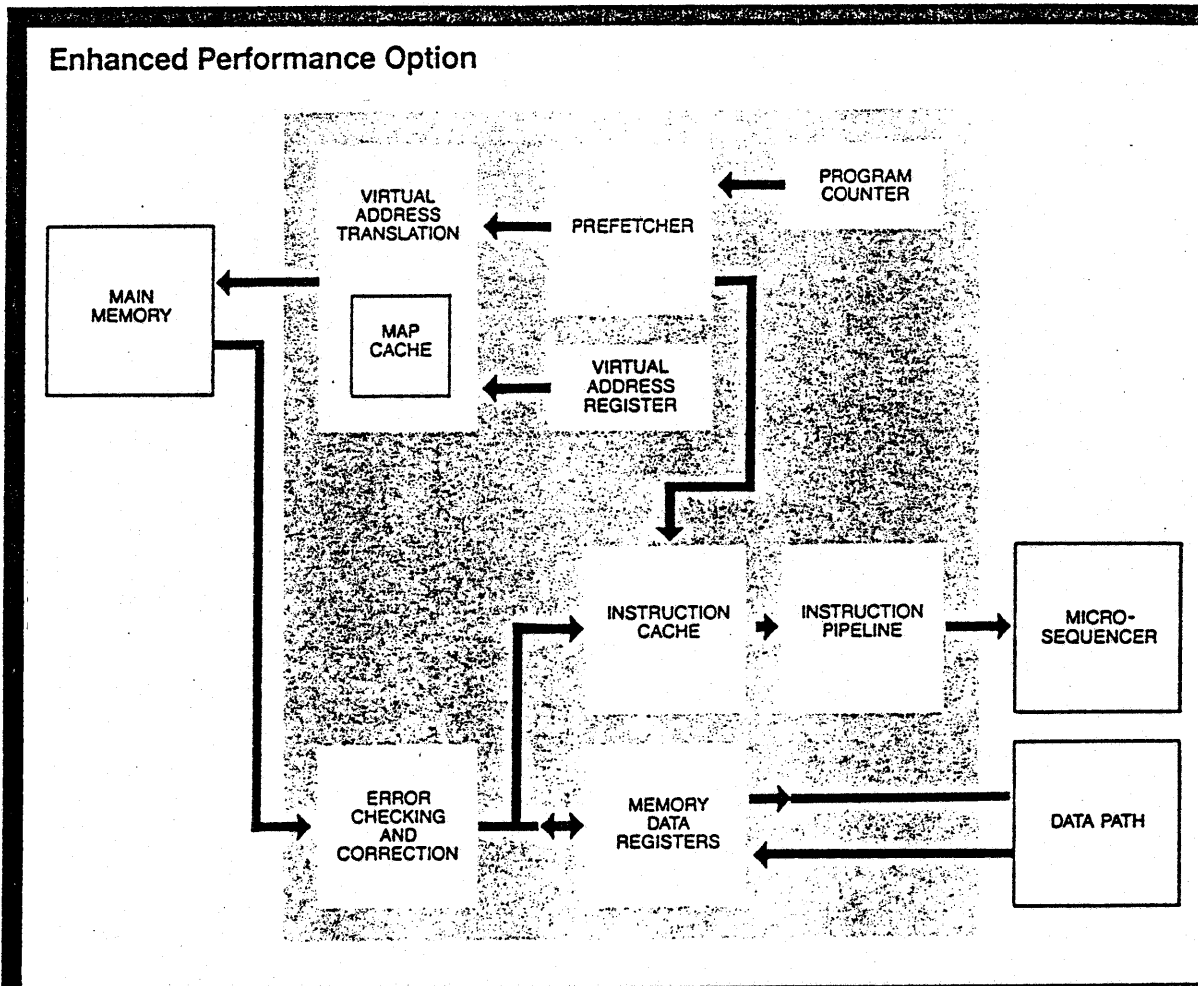 Enhanced Performance Option
PROGRAM
COUNTER
VIRTUAL
ADDRESS
TRANSLATION
PREFETCHER
MAIN
MEMORY
MAP
CACHE
VIRTUAL
ADDRESS
REGISTER
INSTRUCTION
CACHE
INSTRUCTION
PIPELINE
MICRO-
SEQUENCER
ERROR
CHECKING
AND
CORRECTION
MEMORY
DATA
REGISTERS
DATA PATH